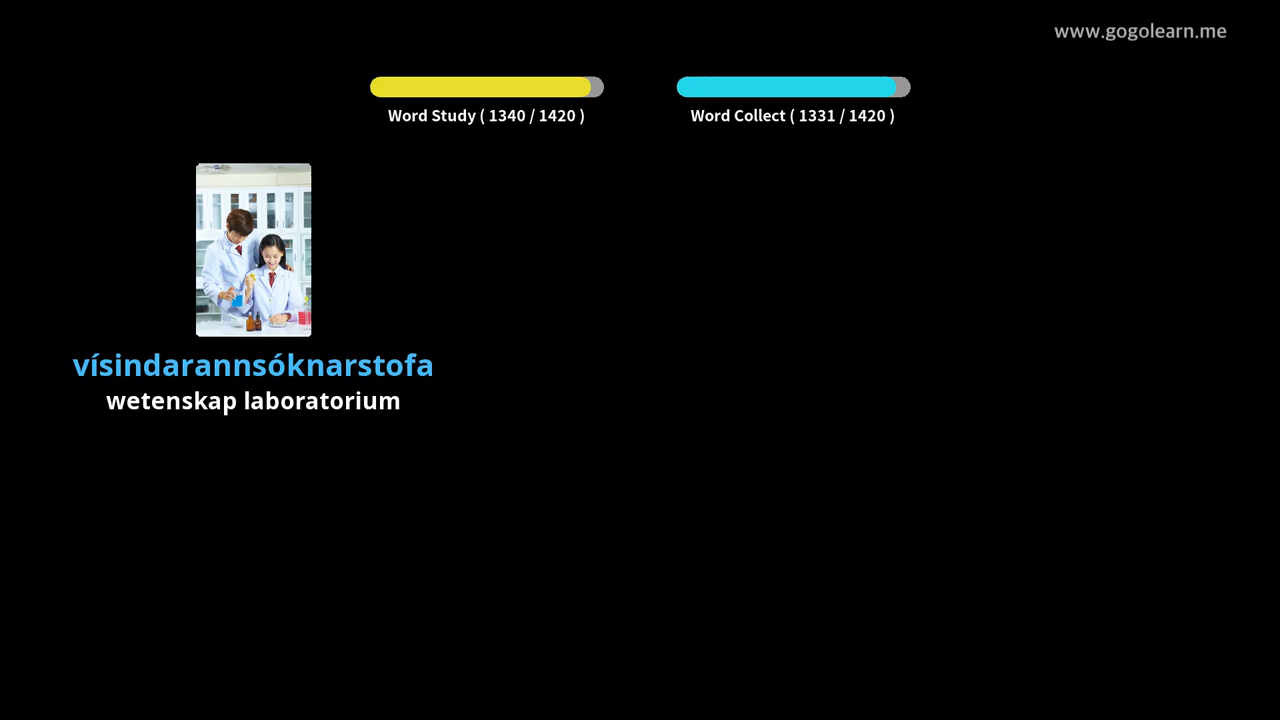 www.gogolearn.me
Word Study ( 1340 / 1420 )
Word Collect ( 1331 / 1420 )
vísindarannsóknarstofa
wetenskap laboratorium